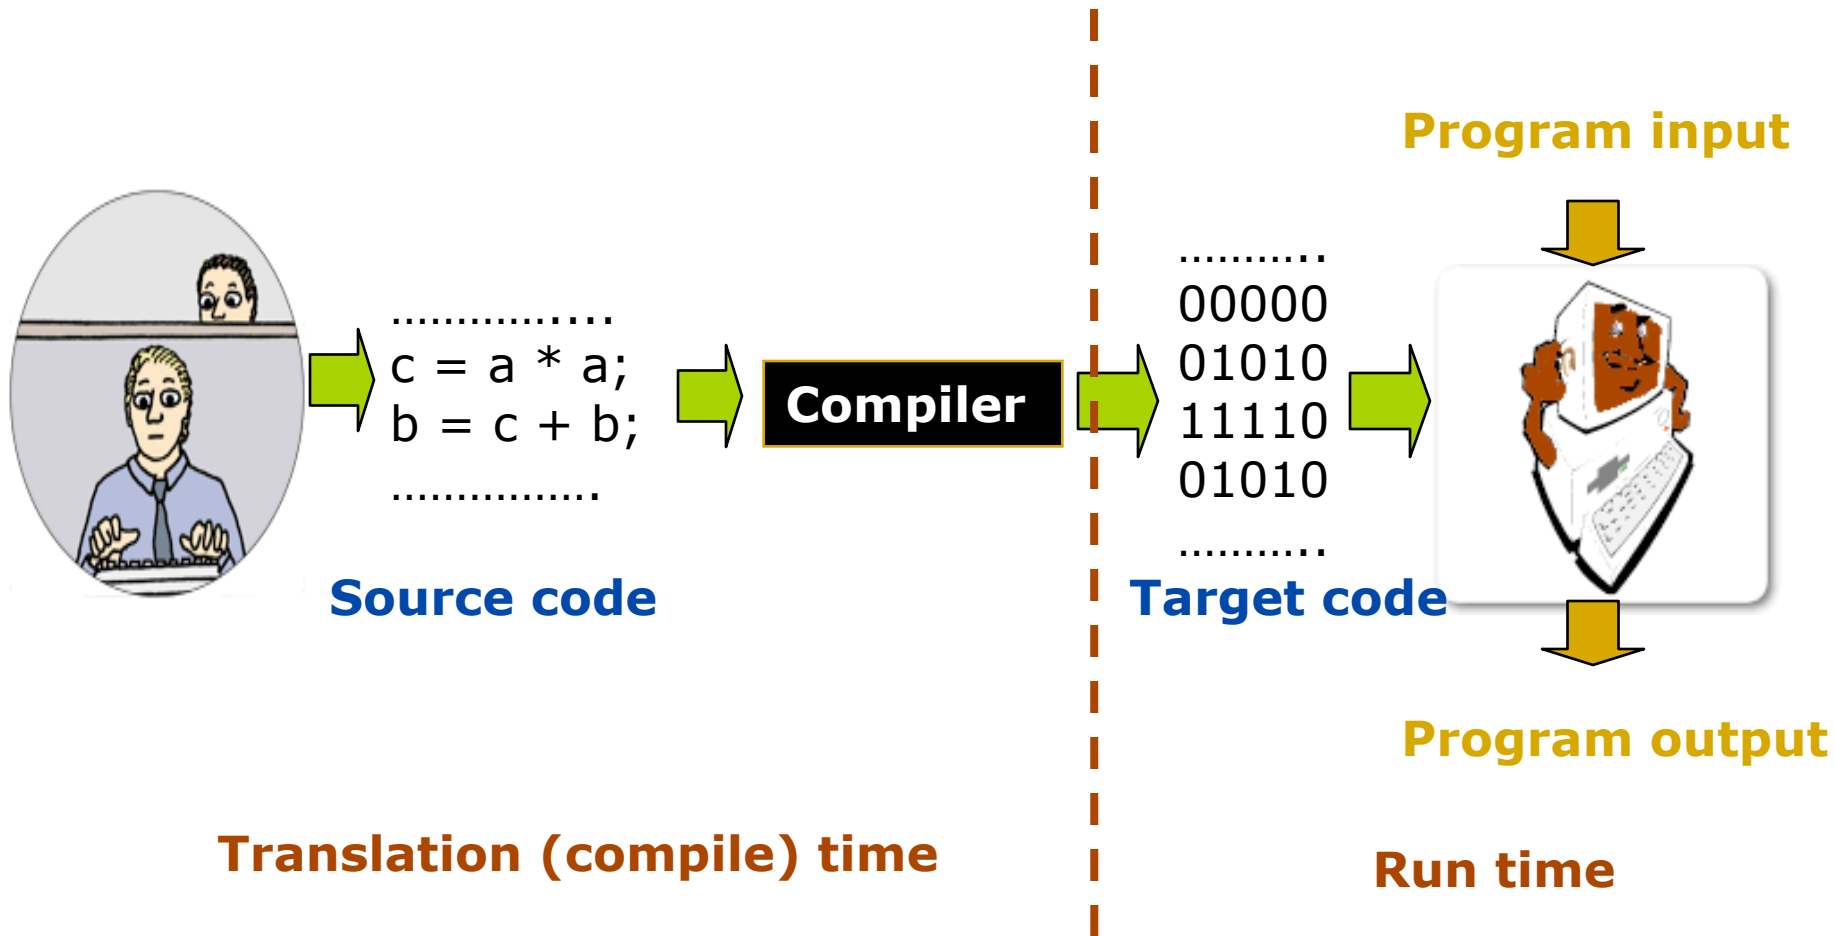 ................
c = a * a;
b = c + b;
................
Source code
Compiler
...........
00000
01010
11110
01010
...........
Target code
Program input
Program output
Translation (compile) time
Run time